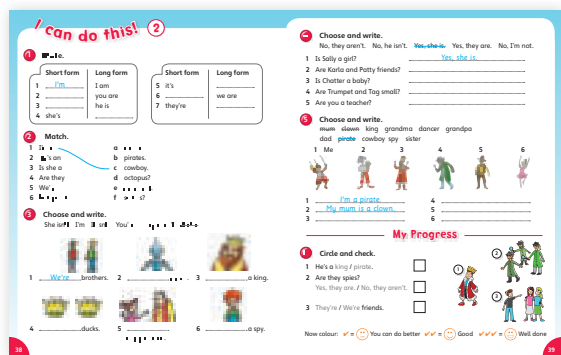 I can do this! 2
1
Short form Long form
1 I'm I am
2 you are
3 he is
4 she's
Short form Long form
5 it's
6 we are
7 they're
2 Match.
1 a
2 's an b pirates.
3 Is she a c cowboy.
4 Are they d octopus?
5 We' e
6 f
3 Choose and write.
She I'm You'
1 We're brothers. 2 3 a king.
4 ducks. 5 6 a spy.
38
Choose and write.
No, they aren't. No, he isn't. Yes, she is. Yes, they are. No, I'm not.
1 Is Sally a girl? Yes, she is.
2 Are Karla and Patty friends?
3 Is Chatter a baby?
4 Are Trumpet and Tag small?
5 Are you a teacher?
5 Choose and write.
mum clown king grandma dancer grandpa
dad pirate cowboy spy sister
1 Me 2 3 4 5 6
1 I'm a pirate. 4
2 My mum is a clown. 5
3 6
My Progress
1 Circle and check.
1 He's a king / pirate.
2 Are they spies?
Yes, they are. / No, they aren't.
3 They're / We're friends.
1
2
3
Now colour: ✔ = You can do better ✔✔ = Good ✔✔✔ = Well done
39